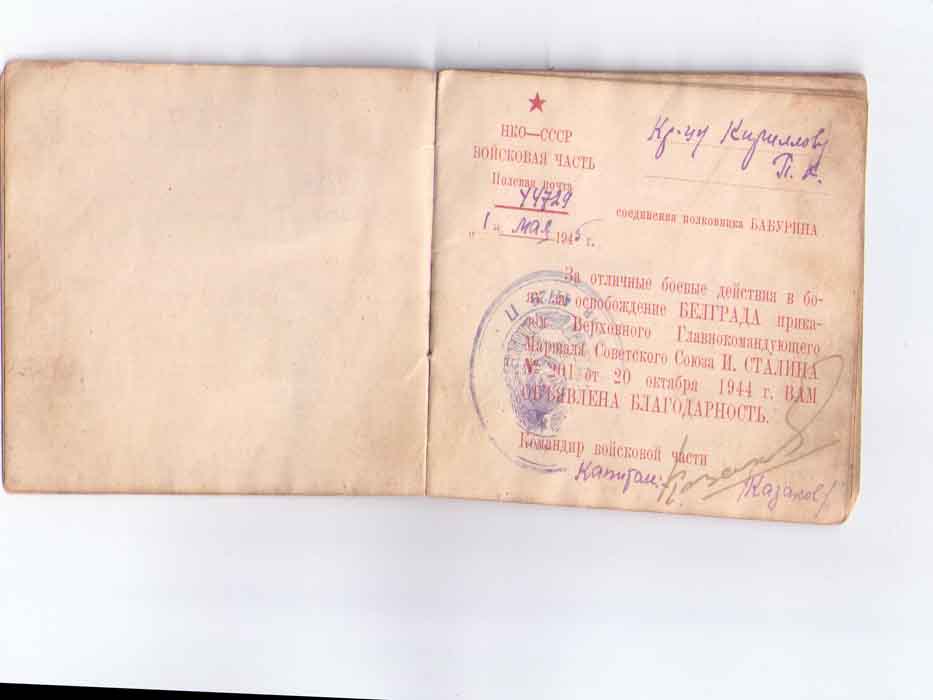 НКО—СССР
ВОЙСКОВАЯ ЧАСТЬ
Полевая почта
44729
„1“ мая 1945 г.
Кр-цу Кириллову
П. К.
соединения полковника БАБУРИНА
За отличные боевые действия в бо-
ях за освобождение БЕЛГРАДА прика-
зом Верховного Главнокомандующего
Маршала Советского Союза И. СТАЛИНА
№ 201 от 20 октября 1944 г. ВАМ
ОБЪЯВЛЕНА БЛАГОДАРНОСТЬ.
Командир войсковой части
Капитан:
Казаков